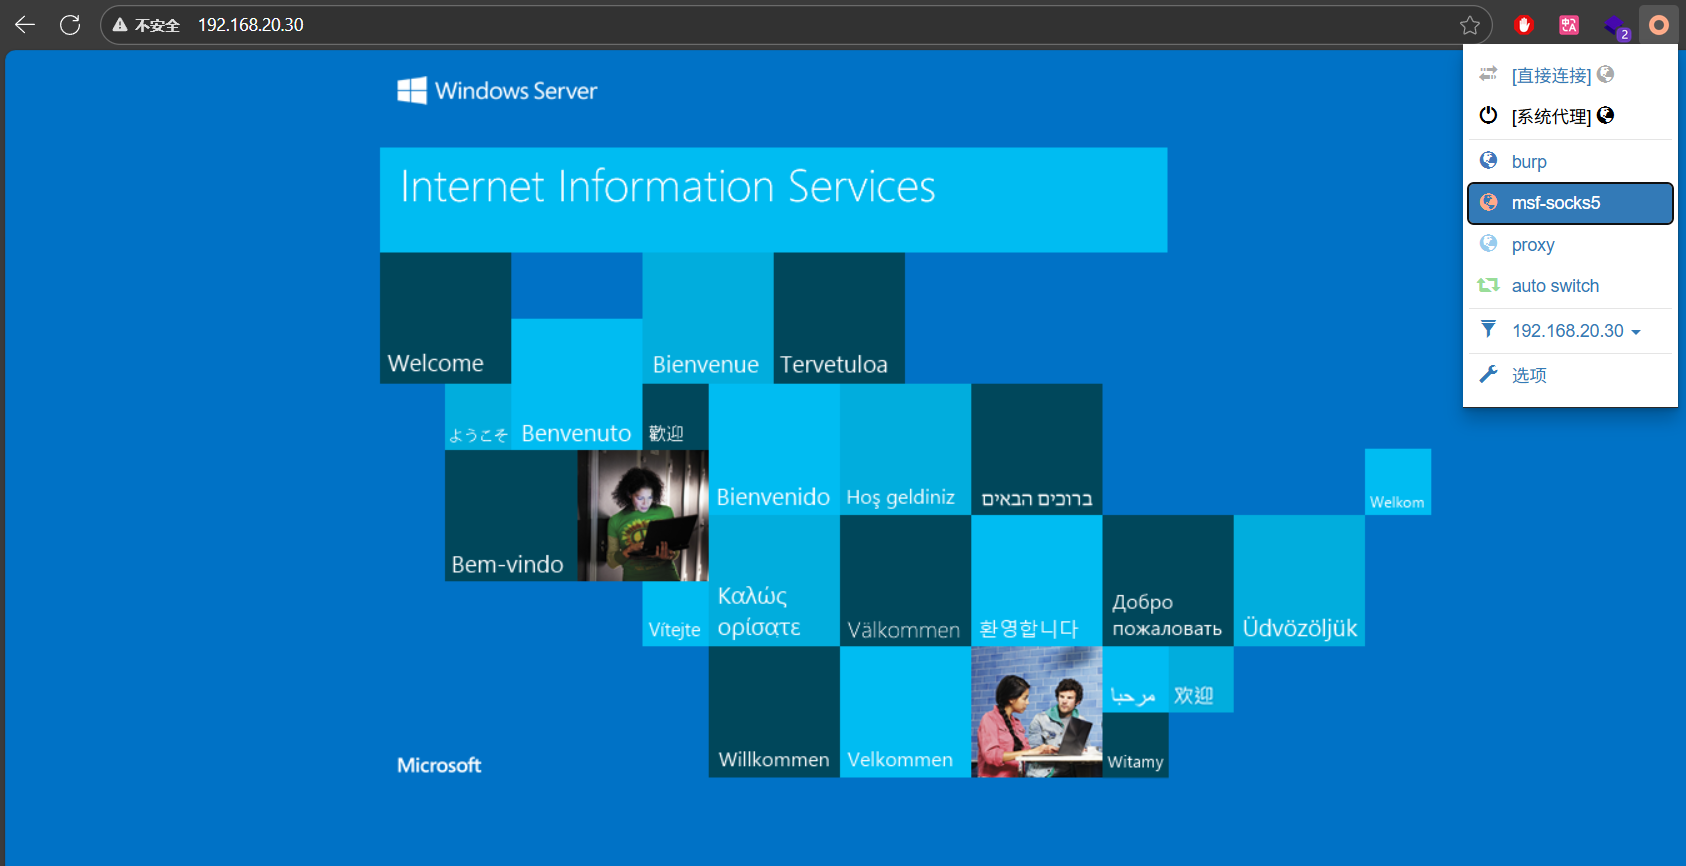 不安全 192.168.20.30
2
[直接连接]
[系统代理]
burp
msf-socks5
proxy
auto switch
192.168.20.30
选项
Windows Server
Internet Information Services
Welcome
Bienvenue
Tervetuloa
ようこそ
Benvenuto
歡迎
Bienvenido
Hoş geldiniz
ברוכים הבאים
Welkom
Bem-vindo
Καλώς
ορίσατε
Välkommen
환영합니다
Добро
пожаловать
Üdvözöljük
Vítejte
مرحبا
欢迎
Willkommen
Velkommen
Witamy
Microsoft